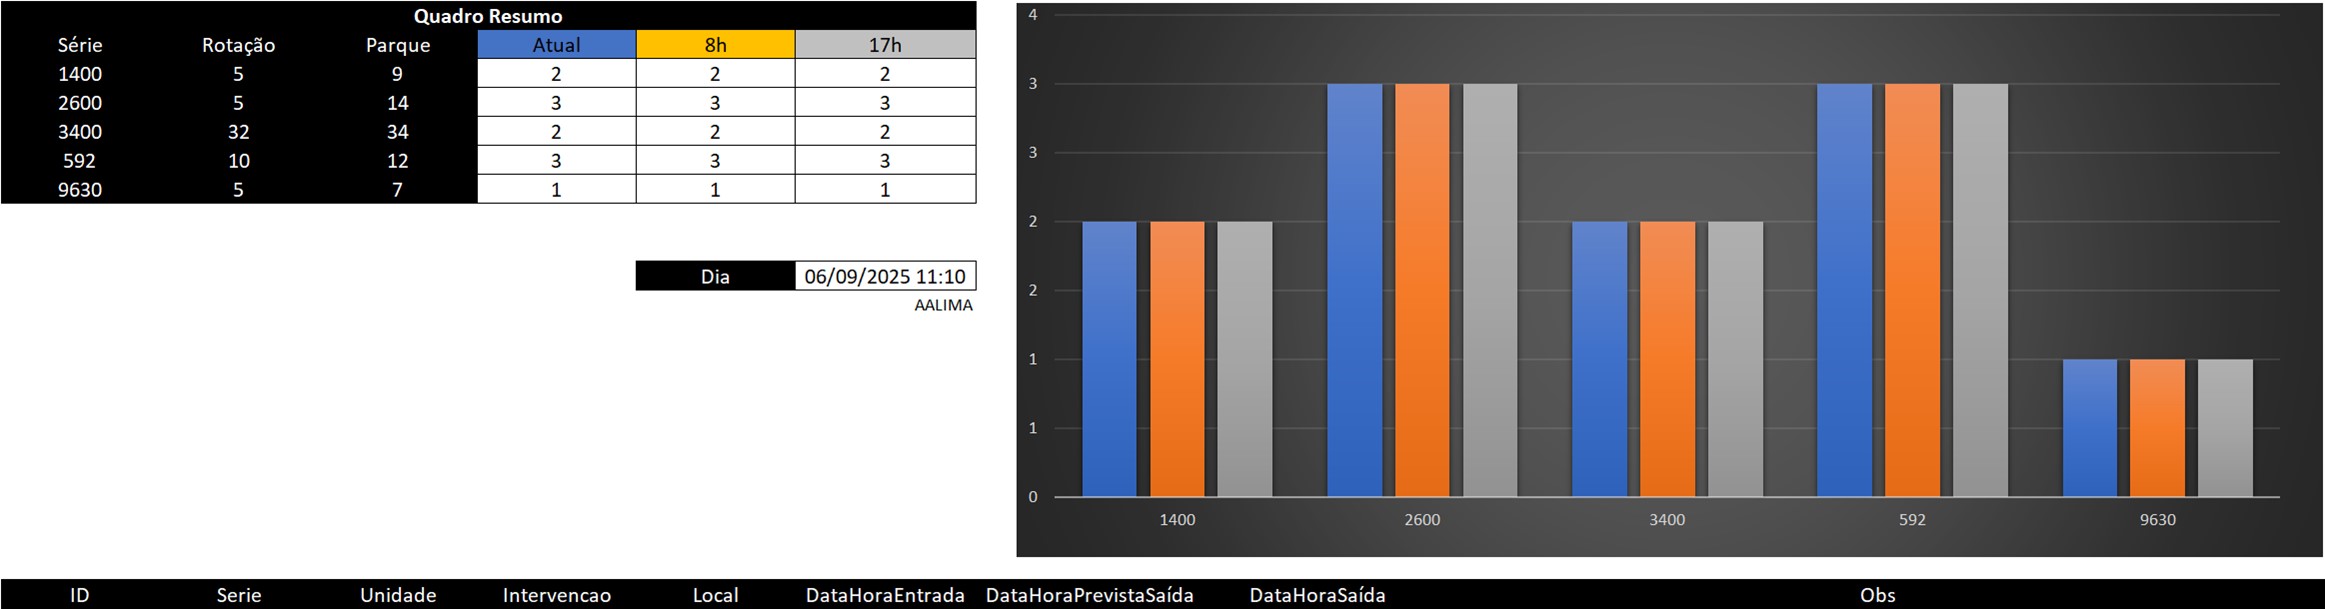 Quadro Resumo
Série Rotação Parque Atual 8h 17h
1400 5 9 2 2 2
2600 5 14 3 3 3
3400 32 34 2 2 2
592 10 12 3 3 3
9630 5 7 1 1 1
Dia 06/09/2025 11:10
AALIMA
4
3
3
2
2
1
1
0
1400 2600 3400 592 9630
ID Serie Unidade Intervencao Local DataHoraEntrada DataHoraPrevistaSaída DataHoraSaída Obs